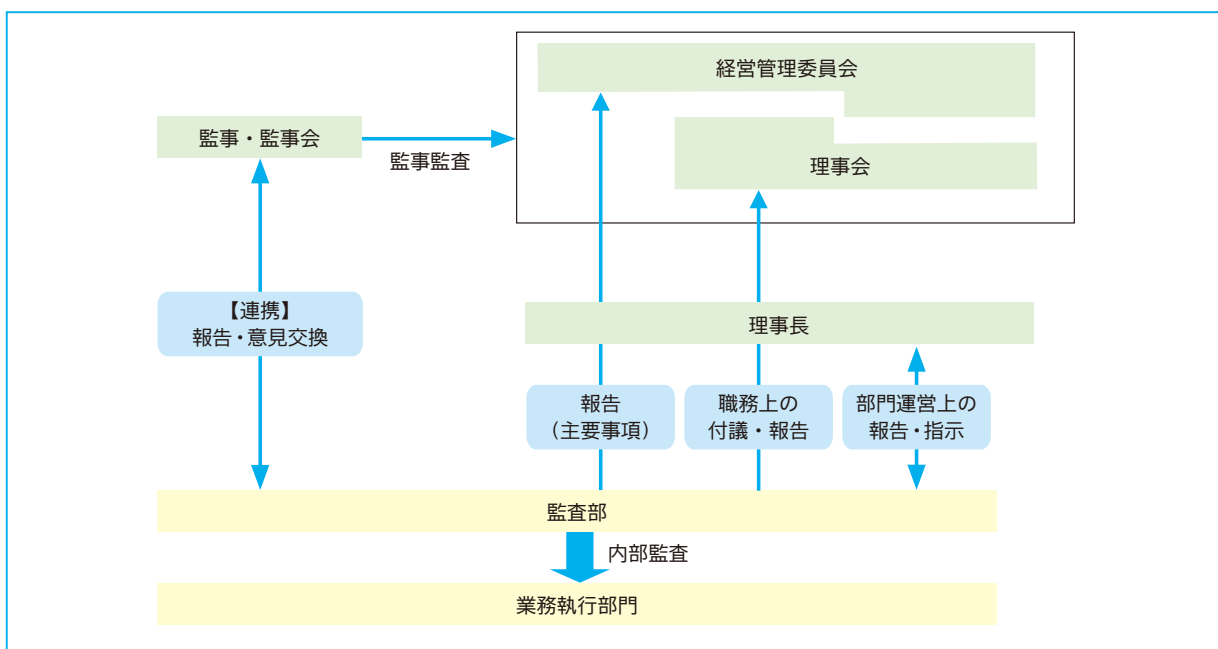 経営管理委員会
監事・監事会
監事監査
理事会
【連携】
報告・意見交換
理事長
報告
（主要事項）
職務上の
付議・報告
部門運営上の
報告・指示
監査部
内部監査
業務執行部門